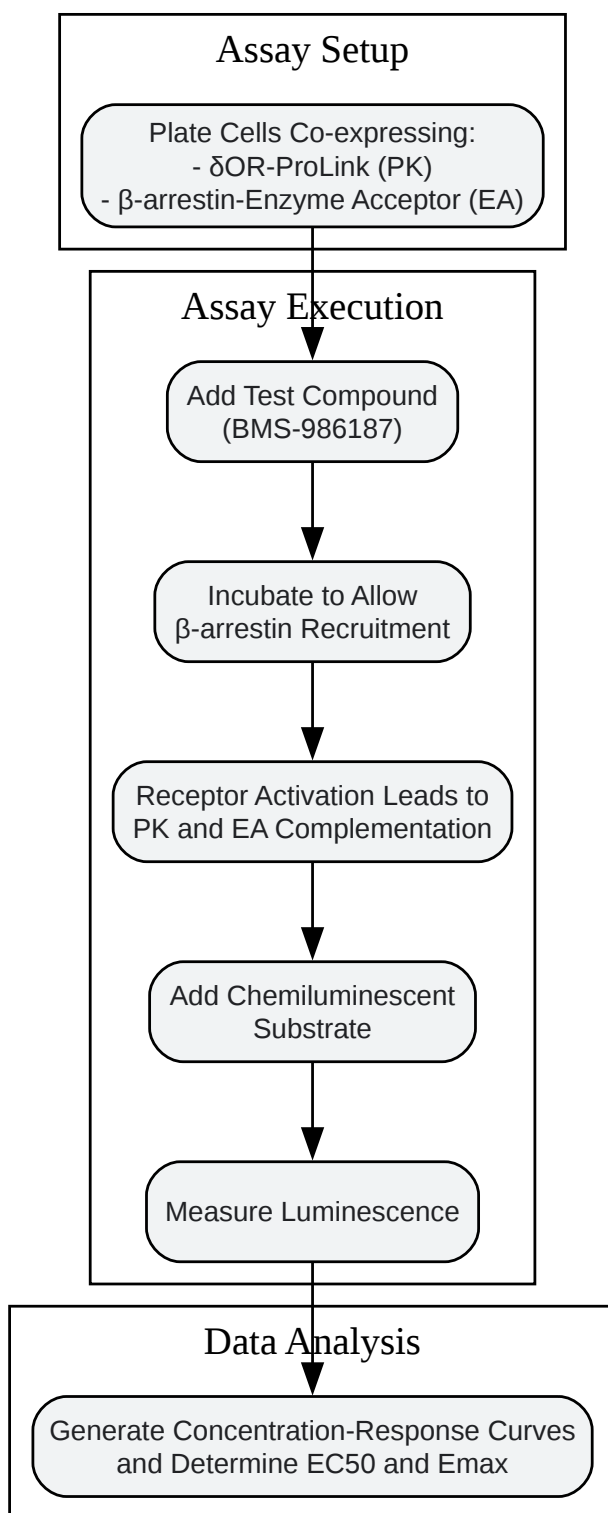 Assay Setup
Plate Cells Co-expressing:
- δOR-ProLink (PK)
- β-arrestin-Enzyme Acceptor (EA)
Assay Execution
Add Test Compound
(BMS-986187)
Incubate to Allow
β-arrestin Recruitment
Receptor Activation Leads to
PK and EA Complementation
Add Chemiluminescent
Substrate
Measure Luminescence
Data Analysis
Generate Concentration-Response Curves
and Determine EC50 and Emax